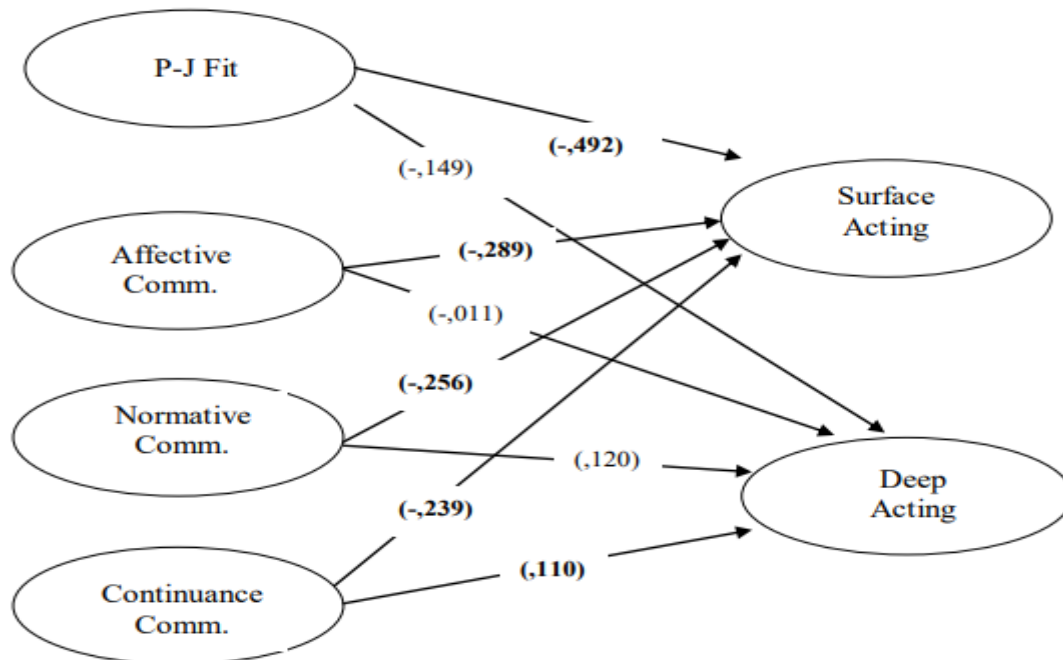 P-J Fit
(-,492)
(-,149)
Surface
Acting
Affective
Comm.
(-,289)
(-,011)
(-,256)
Normative
Comm.
(,120)
Deep
Acting
(-,239)
(,110)
Continuance
Comm.